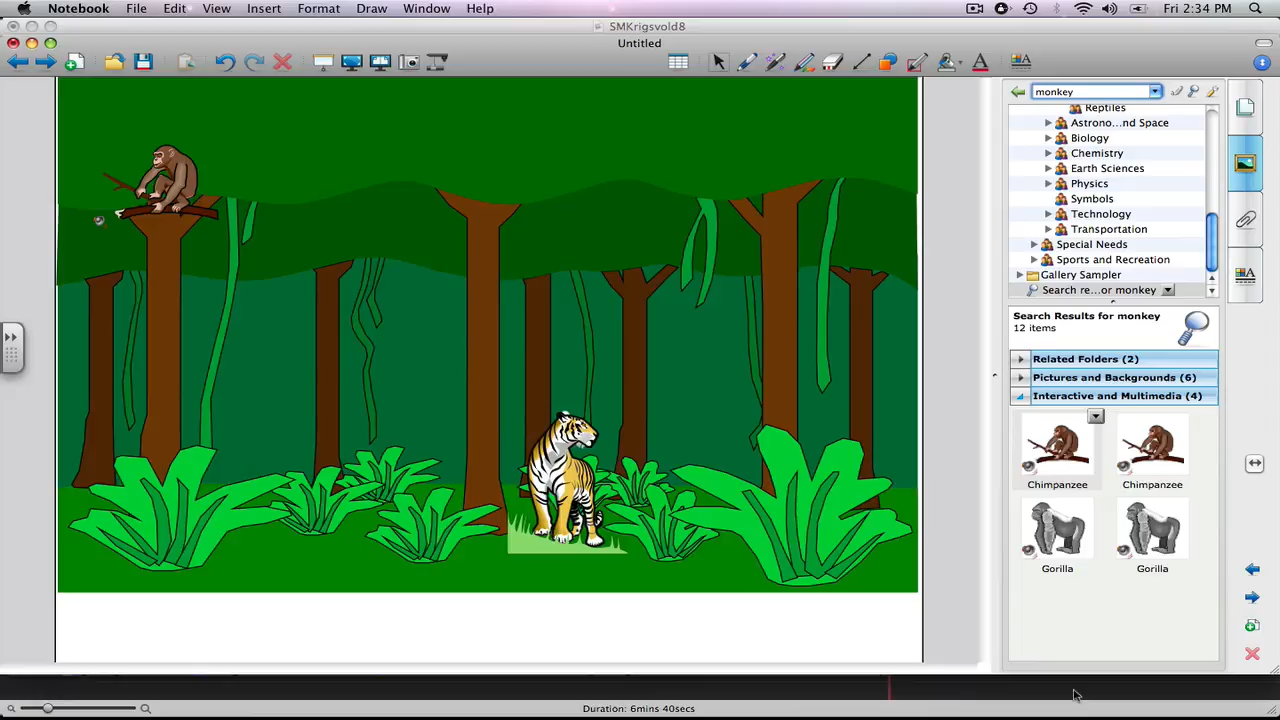 Notebook File Edit View Insert Format Draw Window Help Fri 2:34 PM
SMKrigsvold8
Untitled
monkey
Reptiles
Astrono...nd Space
Biology
Chemistry
Earth Sciences
Physics
Symbols
Technology
Transportation
Special Needs
Sports and Recreation
Gallery Sampler
Search re...or monkey
Search Results for monkey
12 items
Related Folders (2)
Pictures and Backgrounds (6)
Interactive and Multimedia (4)
Chimpanzee Chimpanzee
Gorilla Gorilla
Duration: 6mins 40secs